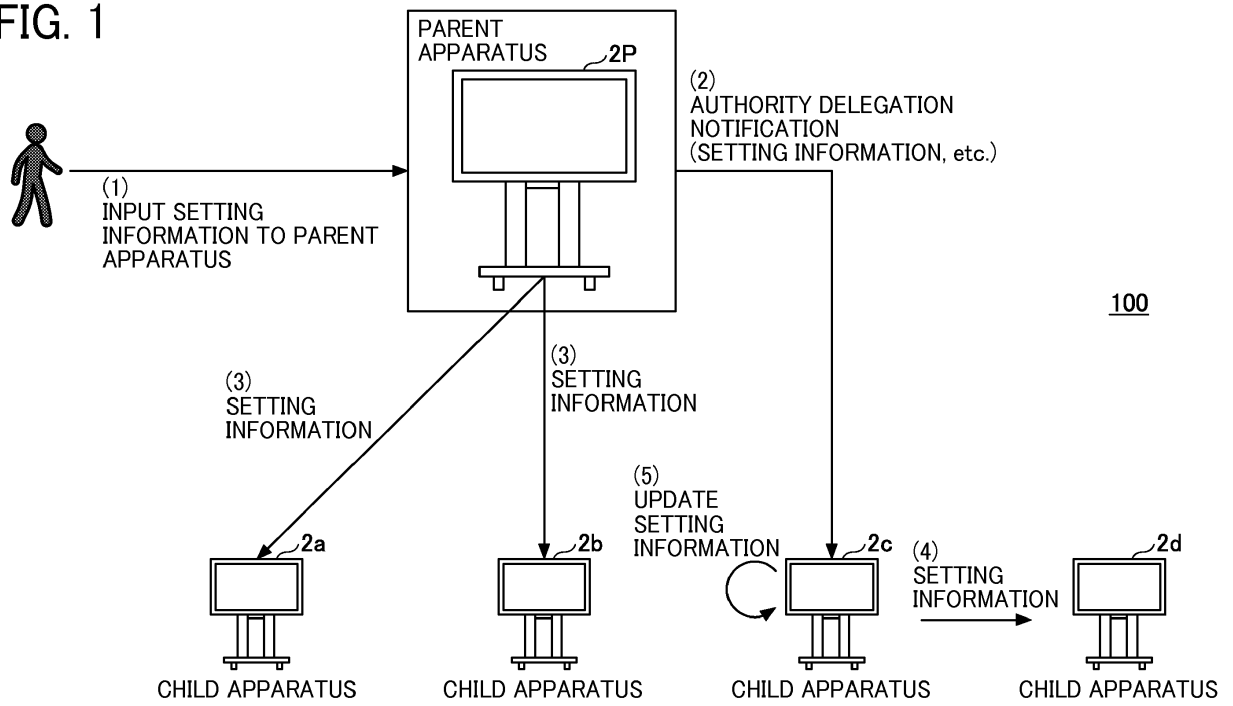 FIG. 1
PARENT
APPARATUS
2P
(1)
INPUT SETTING
INFORMATION TO PARENT
APPARATUS
(2)
AUTHORITY DELEGATION
NOTIFICATION
(SETTING INFORMATION, etc.)
100
(3)
SETTING
INFORMATION
(3)
SETTING
INFORMATION
(5)
UPDATE
SETTING
INFORMATION
(4)
SETTING
INFORMATION
2a
2b
2c
2d
CHILD APPARATUS
CHILD APPARATUS
CHILD APPARATUS
CHILD APPARATUS